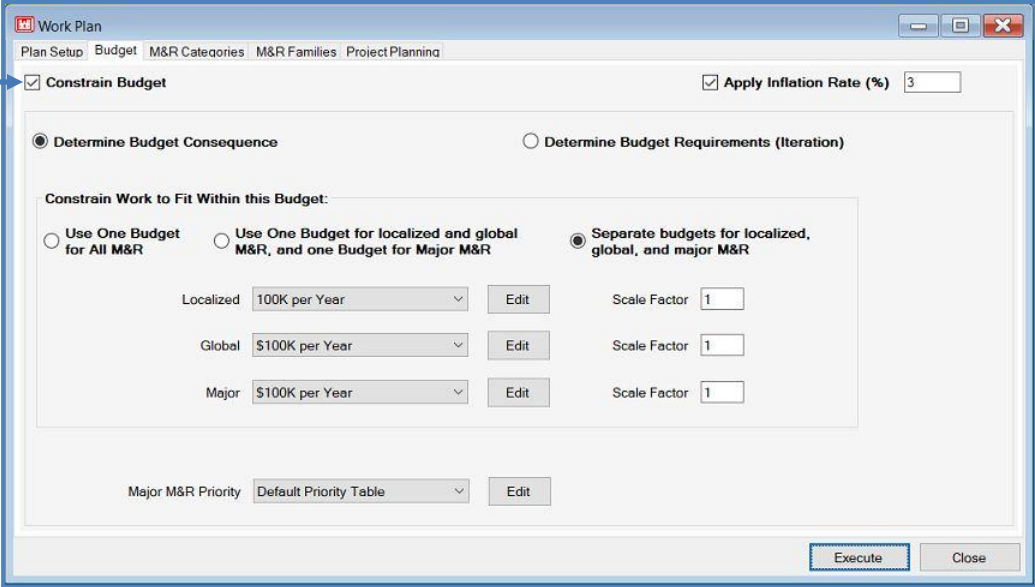 Work Plan
Plan Setup Budget M&R Categories M&R Families Project Planning
Constrain Budget Apply Inflation Rate (%) 3
Determine Budget Consequence Determine Budget Requirements (Iteration)
Constrain Work to Fit Within this Budget:
Use One Budget
for All M&R
Use One Budget for localized and global
M&R, and one Budget for Major M&R
Separate budgets for localized,
global, and major M&R
Localized 100K per Year Edit Scale Factor 1
Global $100K per Year Edit Scale Factor 1
Major $100K per Year Edit Scale Factor 1
Major M&R Priority Default Priority Table Edit
Execute Close